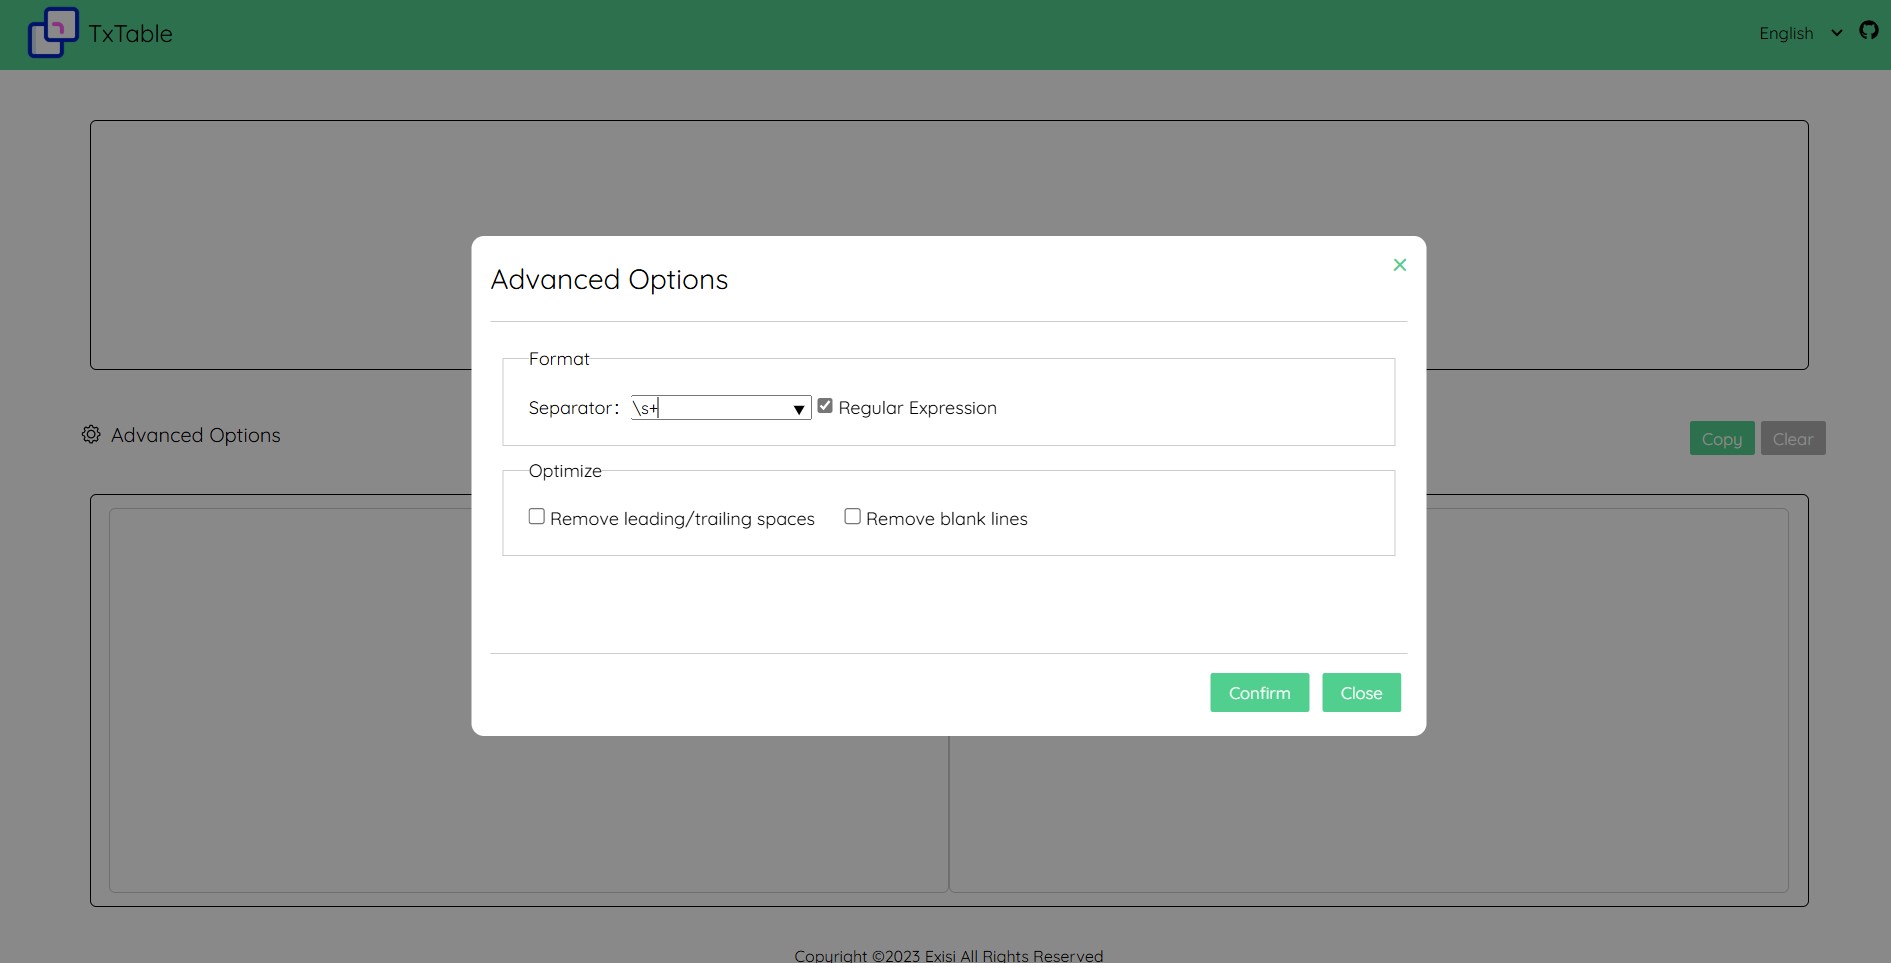 TxTable
English
Advanced Options
Format
Separator: \s+ Regular Expression
Optimize
Remove leading/trailing spaces Remove blank lines
Confirm Close
Advanced Options
Copy Clear
Copyright ©2023 Exisi All Rights Reserved